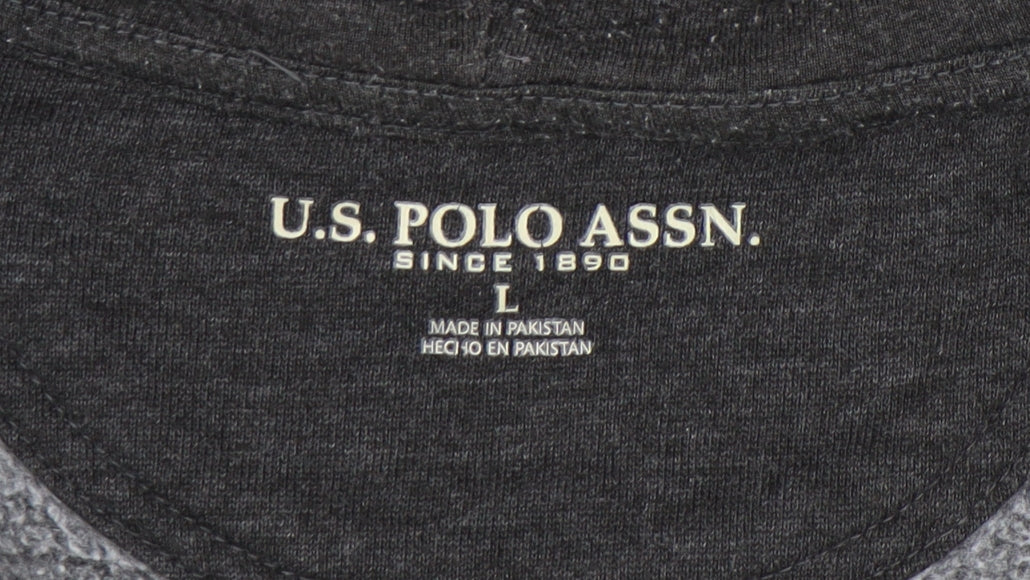 U.S. POLO ASSN.
SINCE 1890
L
MADE IN PAKISTAN
HECHO EN PAKISTAN